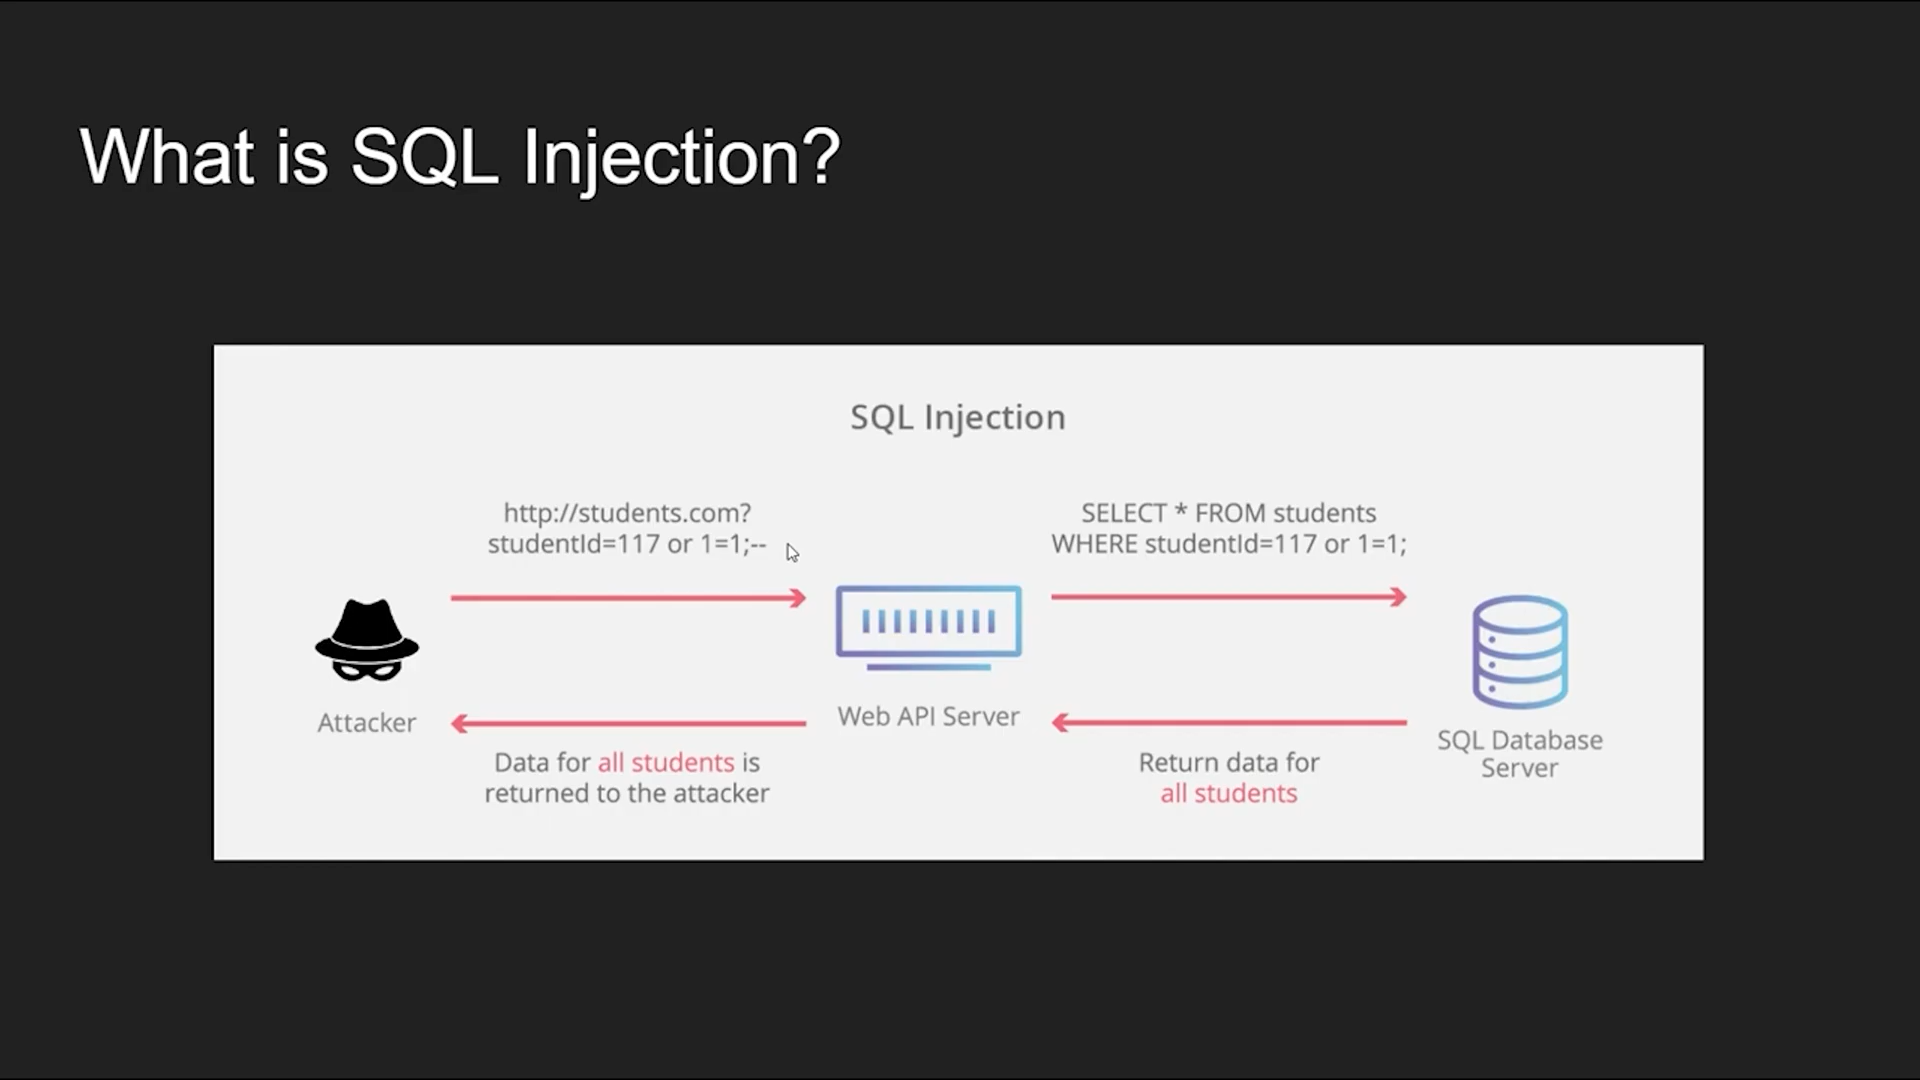 What is SQL Injection?
SQL Injection
http://students.com?
studentId=117 or 1=1;--
SELECT * FROM students
WHERE studentId=117 or 1=1;
Attacker
Web API Server
SQL Database
Server
Data for all students is
returned to the attacker
Return data for
all students